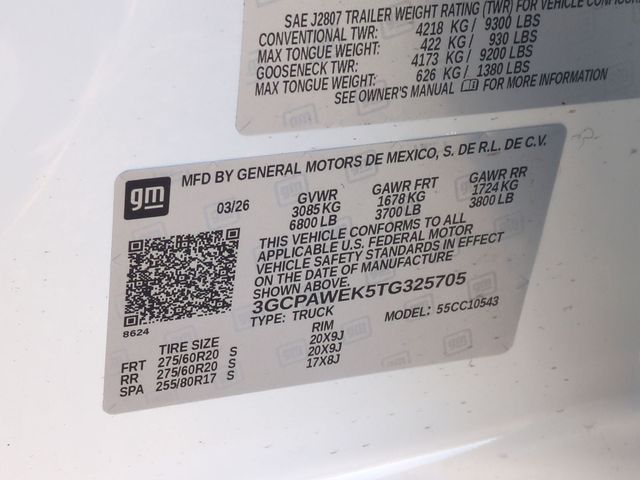 SAE J2807 TRAILER WEIGHT RATING (TWR) FOR VEHICLE
CONVENTIONAL TWR: 4218 KG / 9300 LBS
MAX TONGUE WEIGHT: 422 KG / 930 LBS
GOOSENECK TWR: 4173 KG / 9200 LBS
MAX TONGUE WEIGHT: 626 KG / 1380 LBS
SEE OWNER'S MANUAL FOR MORE INFORMATION
gm
MFD BY GENERAL MOTORS DE MEXICO, S. DE R.L. DE C.V.
03/26 GVWR GAWR FRT GAWR RR
3085 KG 1678 KG 1724 KG
6800 LB 3700 LB 3800 LB
THIS VEHICLE CONFORMS TO ALL
APPLICABLE U.S. FEDERAL MOTOR
VEHICLE SAFETY STANDARDS IN EFFECT
ON THE DATE OF MANUFACTURE
SHOWN ABOVE.
3GCPAWEK5TG325705
TYPE: TRUCK MODEL: 55CC10543
8624
TIRE SIZE RIM
FRT 275/60R20 S 20X9J
RR 275/60R20 S 20X9J
SPA 255/80R17 S 17X8J